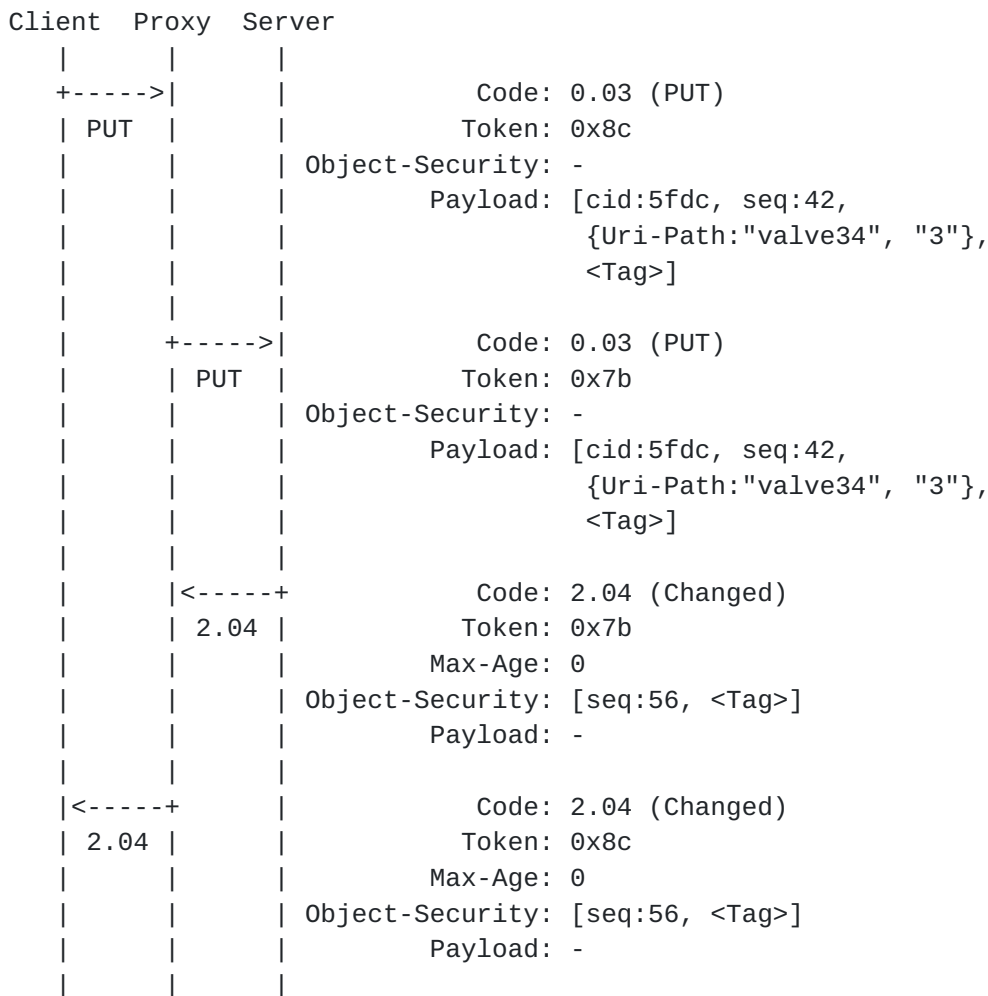 Client  Proxy  Server
   |      |      |
   +----->|      |            Code: 0.03 (PUT)
   | PUT  |      |           Token: 0x8c
   |      |      | Object-Security: -
   |      |      |         Payload: [cid:5fdc, seq:42,
   |      |      |                   {Uri-Path:"valve34", "3"},
   |      |      |                   <Tag>]
   |      |      |
   |      +----->|            Code: 0.03 (PUT)
   |      | PUT  |           Token: 0x7b
   |      |      | Object-Security: -
   |      |      |         Payload: [cid:5fdc, seq:42,
   |      |      |                   {Uri-Path:"valve34", "3"},
   |      |      |                   <Tag>]
   |      |      |
   |      |<-----+            Code: 2.04 (Changed)
   |      | 2.04 |           Token: 0x7b
   |      |      |         Max-Age: 0
   |      |      | Object-Security: [seq:56, <Tag>]
   |      |      |         Payload: -
   |      |      |
   |<-----+      |            Code: 2.04 (Changed)
   | 2.04 |      |           Token: 0x8c
   |      |      |         Max-Age: 0
   |      |      | Object-Security: [seq:56, <Tag>]
   |      |      |         Payload: -
   |      |      |